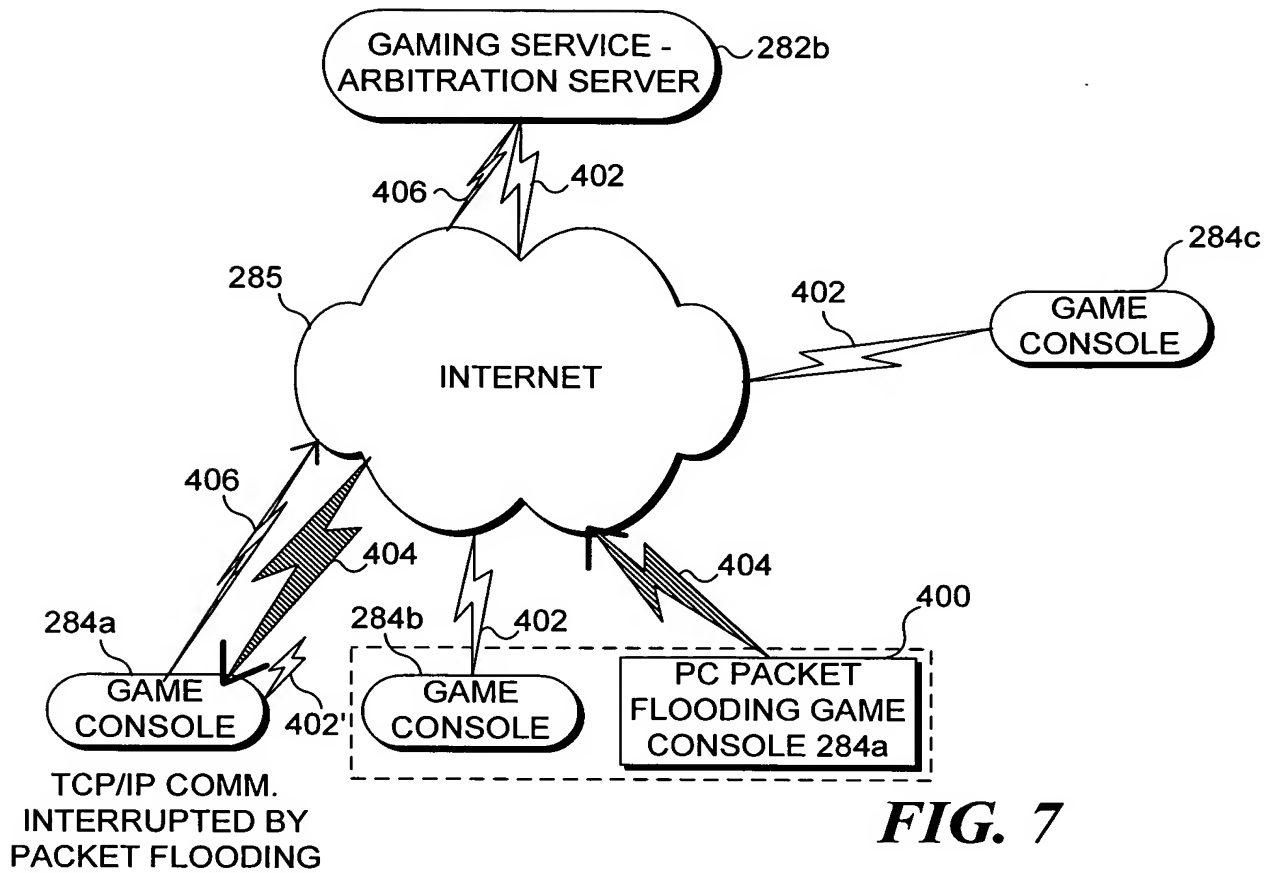 GAMING SERVICE -
ARBITRATION SERVER
282b
406
402
284c
285
402
GAME
CONSOLE
INTERNET
406
404
404
400
284a
284b
402
GAME
CONSOLE
402'
GAME
CONSOLE
PC PACKET
FLOODING GAME
CONSOLE 284a
TCP/IP COMM.
INTERRUPTED BY
PACKET FLOODING
FIG. 7